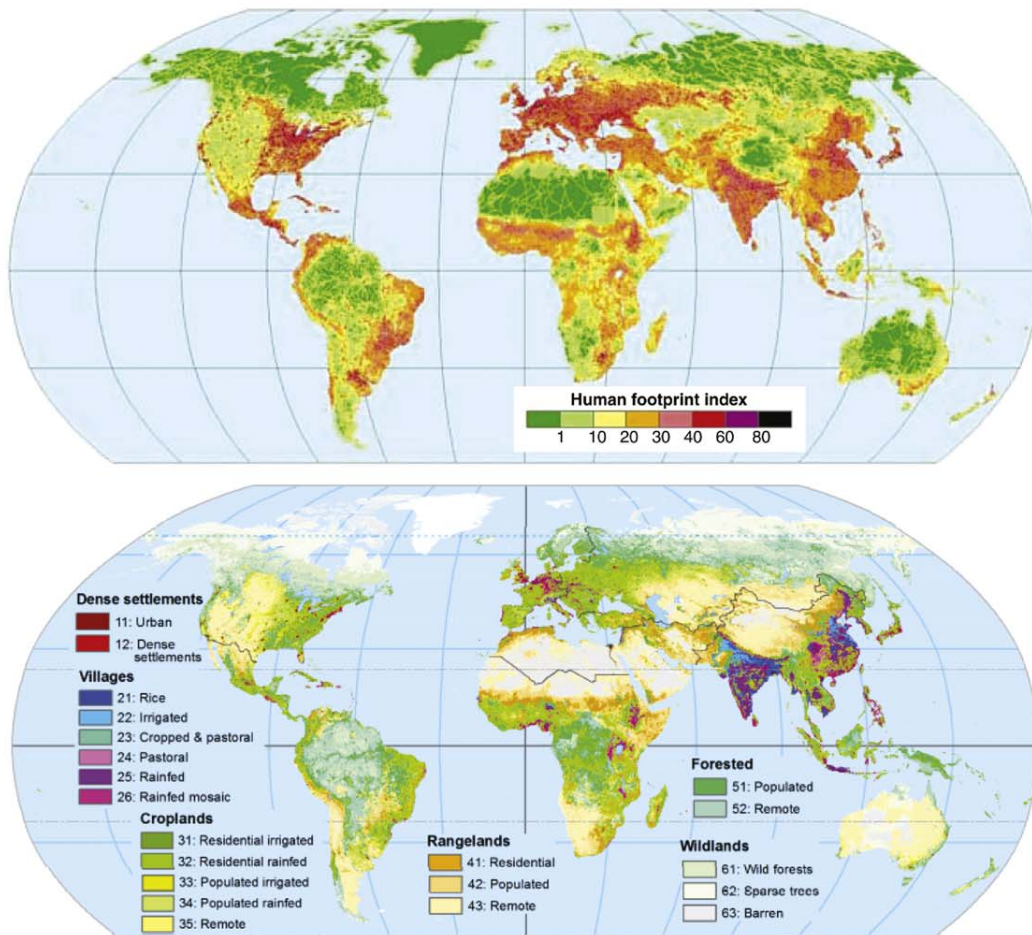 Human footprint index
1 10 20 30 40 60 80
Dense settlements
11: Urban
12: Dense
settlements
Villages
21: Rice
22: Irrigated
23: Cropped & pastoral
24: Pastoral
25: Rainfed
26: Rainfed mosaic
Croplands
31: Residential irrigated
32: Residential rainfed
33: Populated irrigated
34: Populated rainfed
35: Remote
Rangelands
41: Residential
42: Populated
43: Remote
Forested
51: Populated
52: Remote
Wildlands
61: Wild forests
62: Sparse trees
63: Barren